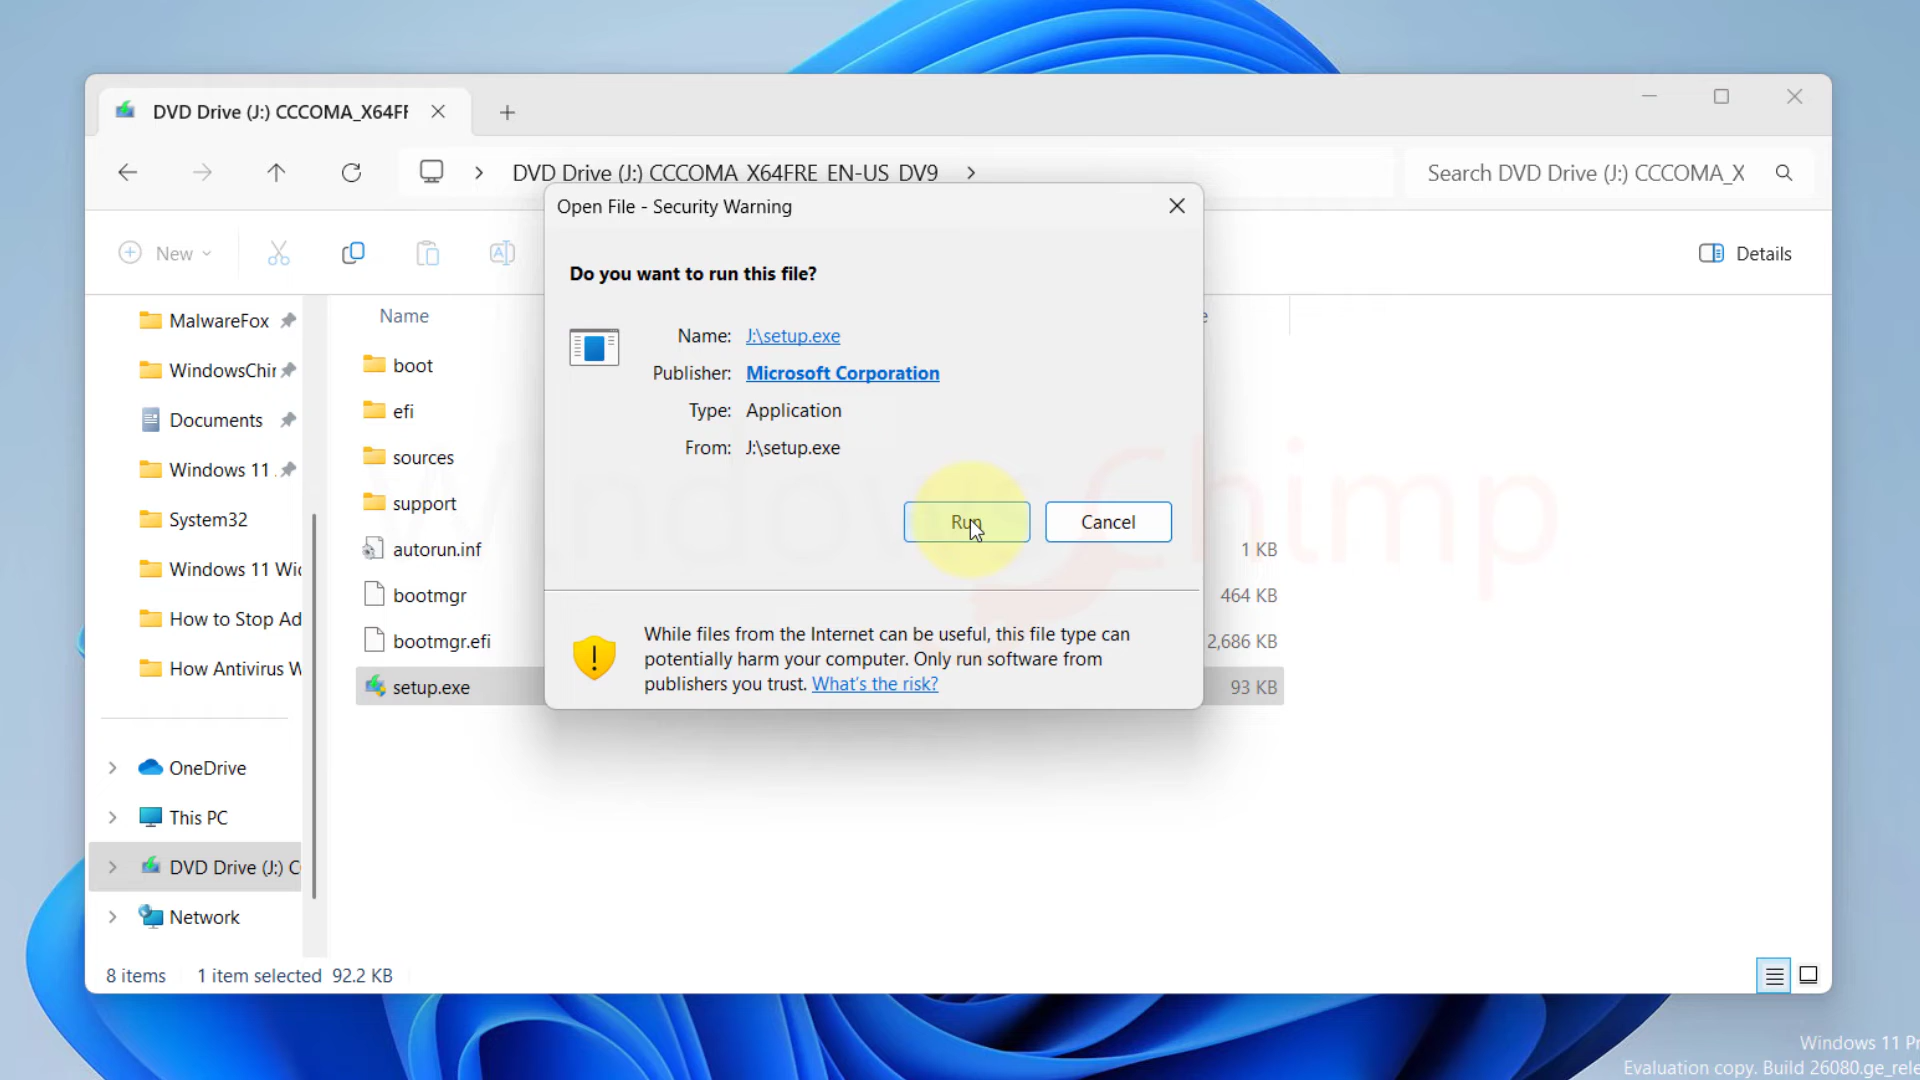 DVD Drive (J:) CCCOMA_X64FF
DVD Drive (J:) CCCOMA_X64FRE_EN-US_DV9
Search DVD Drive (J:) CCCOMA_X
New
Details
Open File - Security Warning
Do you want to run this file?
Name: J:\setup.exe
Publisher: Microsoft Corporation
Type: Application
From: J:\setup.exe
Run
Cancel
While files from the Internet can be useful, this file type can
potentially harm your computer. Only run software from
publishers you trust. What's the risk?
MalwareFox
WindowsChir
Documents
Windows 11
System32
Windows 11 Wic
How to Stop Ad
How Antivirus W
OneDrive
This PC
DVD Drive (J:) C
Network
Name
boot
efi
sources
support
autorun.inf
1 KB
bootmgr
464 KB
bootmgr.efi
2,686 KB
setup.exe
93 KB
WindowsChimp
8 items
1 item selected 92.2 KB
Windows 11 Pr
Evaluation copy. Build 26080.ge_rele